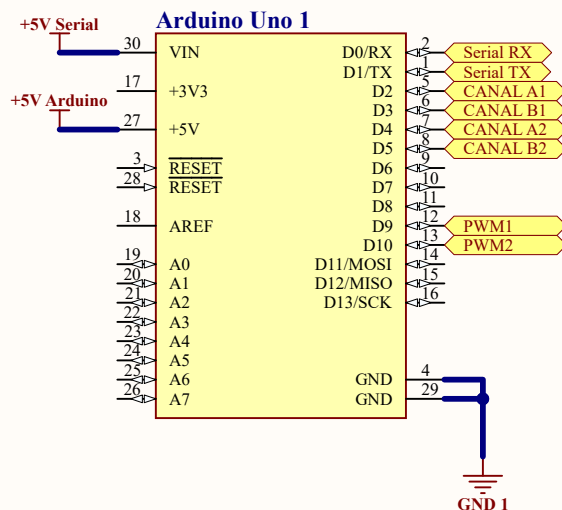 Arduino Uno 1
+5V Serial
30 VIN D0/RX 2 Serial RX
D1/TX 1 Serial TX
17 +3V3 D2 5 CANAL A1
D3 6 CANAL B1
+5V Arduino
27 +5V D4 7 CANAL A2
D5 8 CANAL B2
3 RESET D6 9
28 RESET D7 10
D8 11
18 AREF D9 12 PWM1
D10 13 PWM2
19 A0 D11/MOSI 14
20 A1 D12/MISO 15
21 A2 D13/SCK 16
22 A3
23 A4
24 A5
25 A6 GND 4
26 A7 GND 29
GND 1